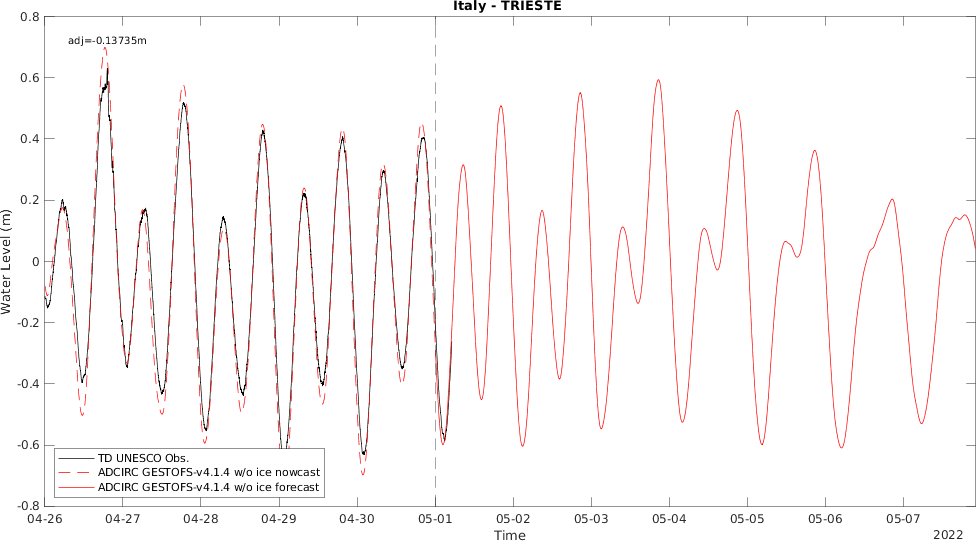 Italy - TRIESTE
adj=-0.13735m
Water Level (m)
0.8
0.6
0.4
0.2
0
-0.2
-0.4
-0.6
-0.8
TD UNESCO Obs.
ADCIRC GESTOFS-v4.1.4 w/o ice nowcast
ADCIRC GESTOFS-v4.1.4 w/o ice forecast
04-26 04-27 04-28 04-29 04-30 05-01 05-02 05-03 05-04 05-05 05-06 05-07
Time
2022